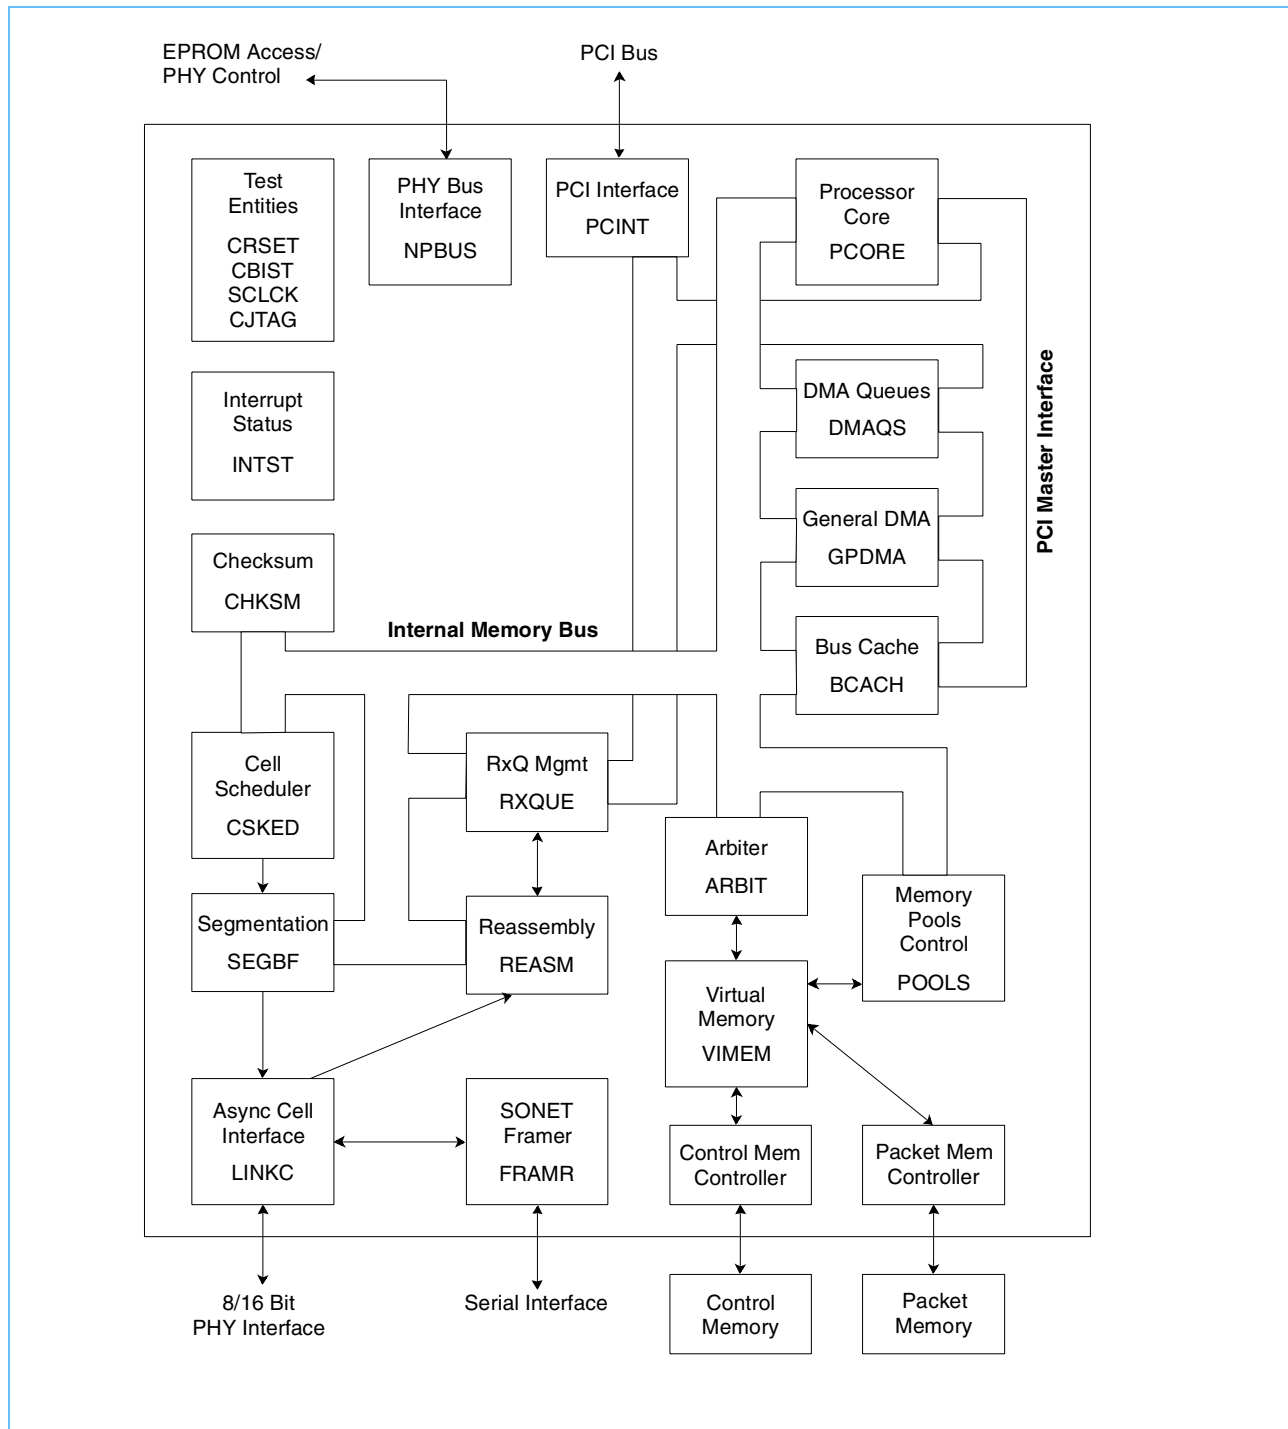 EPROM Access/
PHY Control
PCI Bus
Test
Entities
CRSET
CBIST
SCLCK
CJTAG
PHY Bus
Interface
NPBUS
PCI Interface
PCINT
Processor
Core
PCORE
Interrupt
Status
INTST
DMA Queues
DMAQS
PCI Master Interface
General DMA
GPDMA
Checksum
CHKSM
Internal Memory Bus
Bus Cache
BCACH
Cell
Scheduler
CSKED
RxQ Mgmt
RXQUE
Arbiter
ARBIT
Memory
Pools
Control
POOLS
Segmentation
SEGBF
Reassembly
REASM
Virtual
Memory
VIMEM
Async Cell
Interface
LINKC
SONET
Framer
FRAMR
Control Mem
Controller
Packet Mem
Controller
8/16 Bit
PHY Interface
Serial Interface
Control
Memory
Packet
Memory